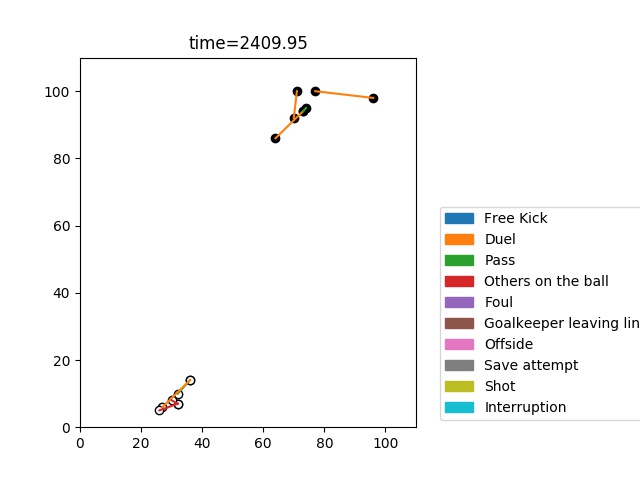 time=2409.95
100
80
60
40
20
0
0 20 40 60 80 100
Free Kick
Duel
Pass
Others on the ball
Foul
Goalkeeper leaving lin
Offside
Save attempt
Shot
Interruption